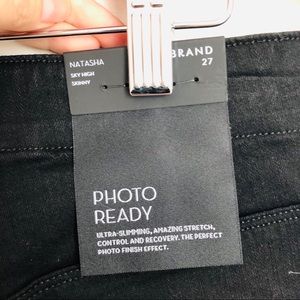 NATASHA
SKY HIGH
SKINNY
BRAND
27
PHOTO
READY
ULTRA-SLIMMING, AMAZING STRETCH,
CONTROL AND RECOVERY. THE PERFECT
PHOTO FINISH EFFECT.